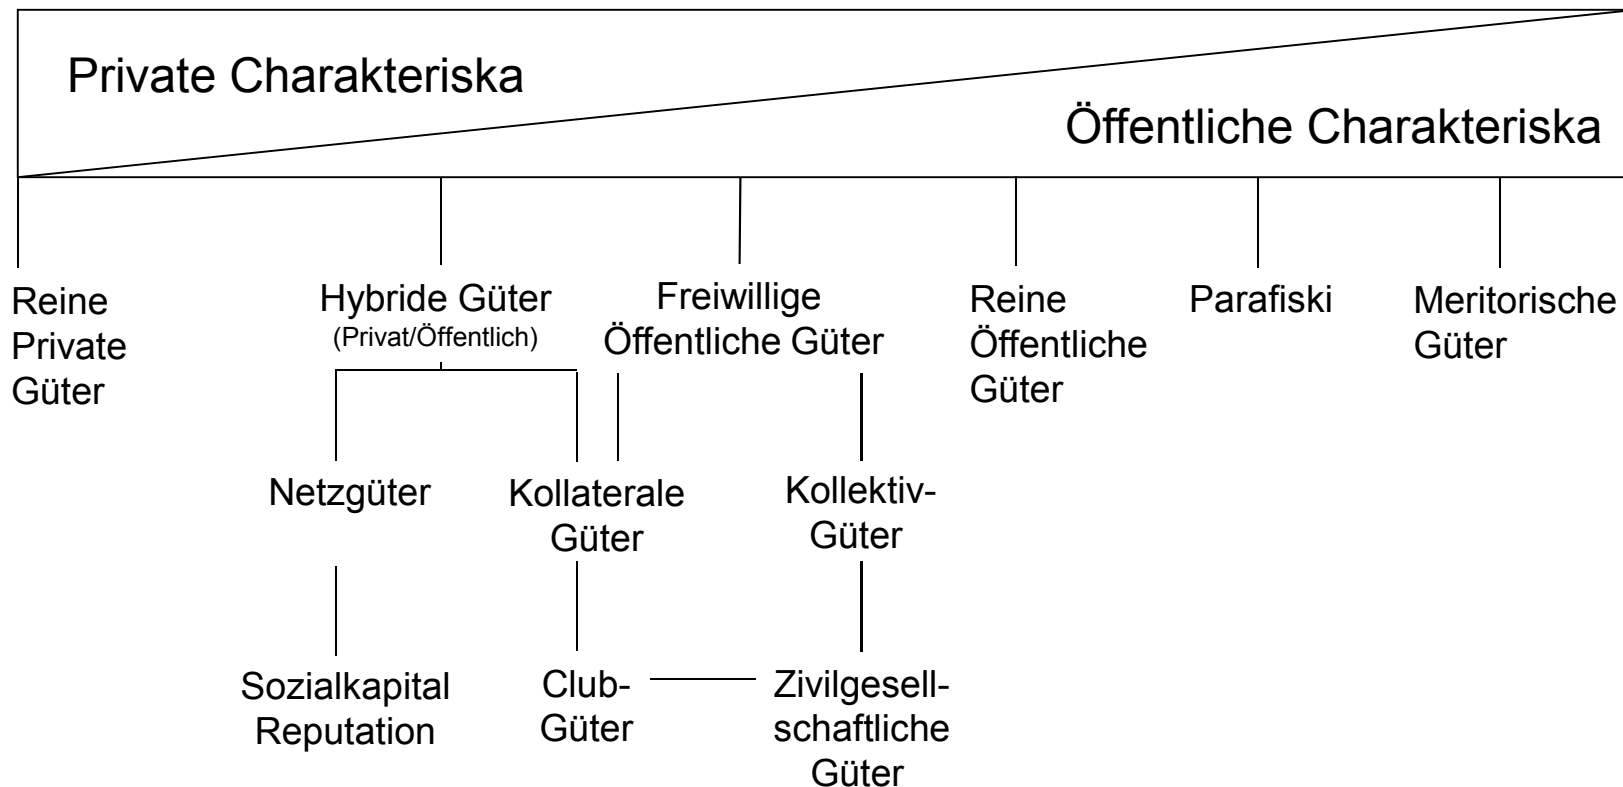 Private Charakteriska
Öffentliche Charakteriska
Reine
Private
Güter
Hybride Güter
(Privat/Öffentlich)
Freiwillige
Öffentliche Güter
Reine
Öffentliche
Güter
Parafiski
Meritorische
Güter
Netzgüter
Kollaterale
Güter
Kollektiv-
Güter
Sozialkapital
Reputation
Club-
Güter
Zivilgesell-
schaftliche
Güter